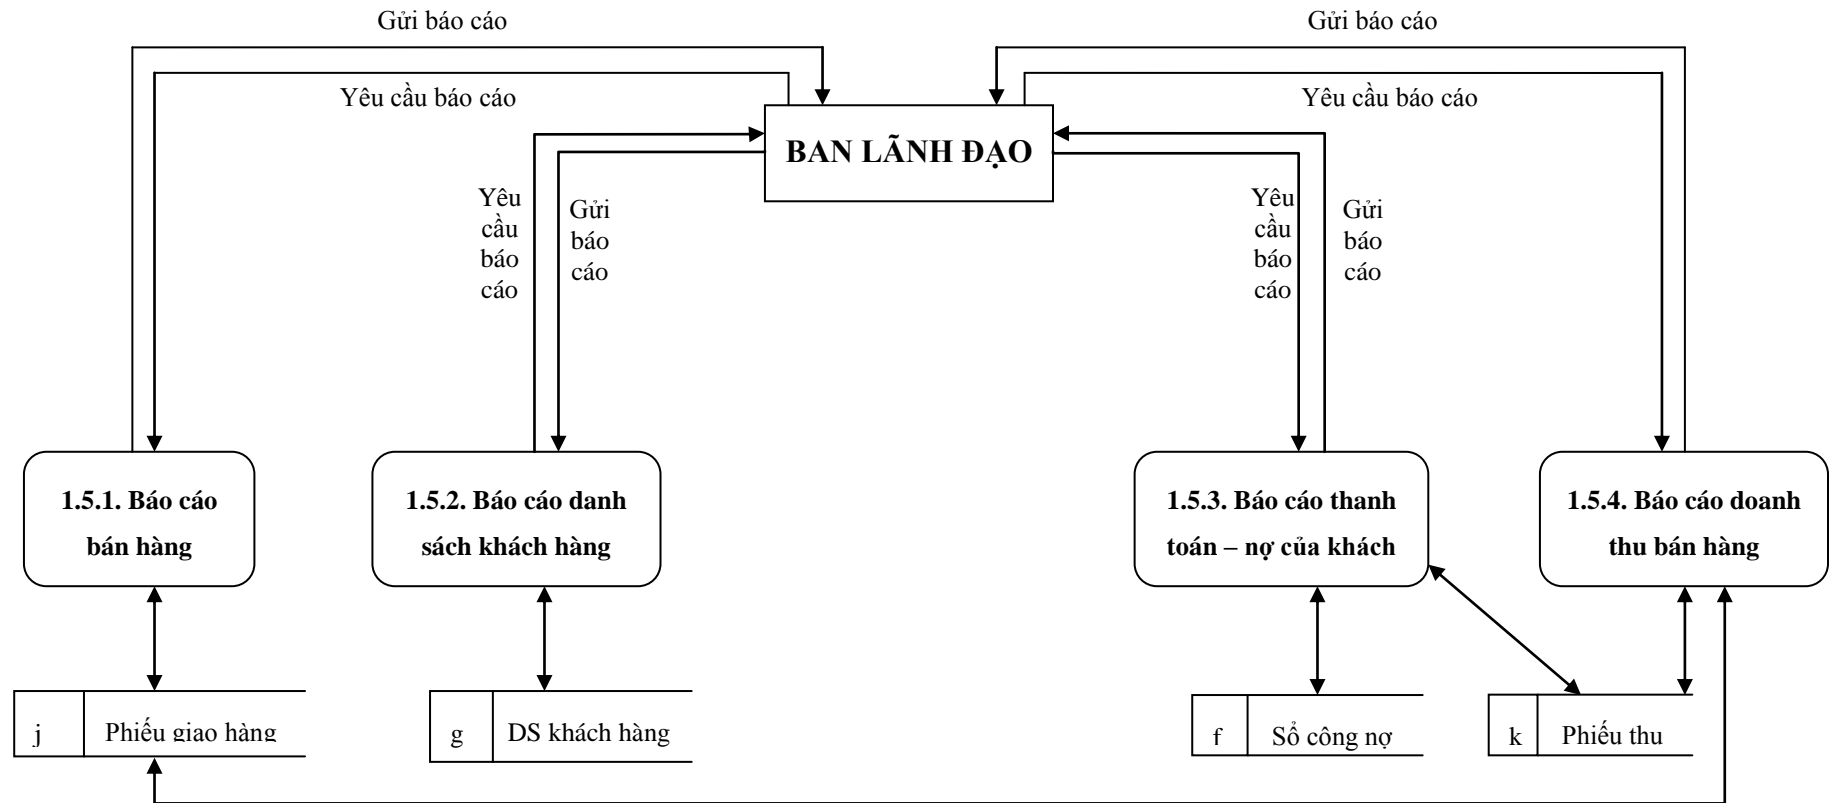 Gửi báo cáo
Gửi báo cáo
Yêu cầu báo cáo
Yêu cầu báo cáo
BAN LÃNH ĐẠO
Yêu
cầu
báo
cáo
Gửi
báo
cáo
Yêu
cầu
báo
cáo
Gửi
báo
cáo
1.5.1. Báo cáo
bán hàng
1.5.2. Báo cáo danh
sách khách hàng
1.5.3. Báo cáo thanh
toán – nợ của khách
1.5.4. Báo cáo doanh
thu bán hàng
j
Phiếu giao hàng
g
DS khách hàng
f
Sổ công nợ
k
Phiếu thu